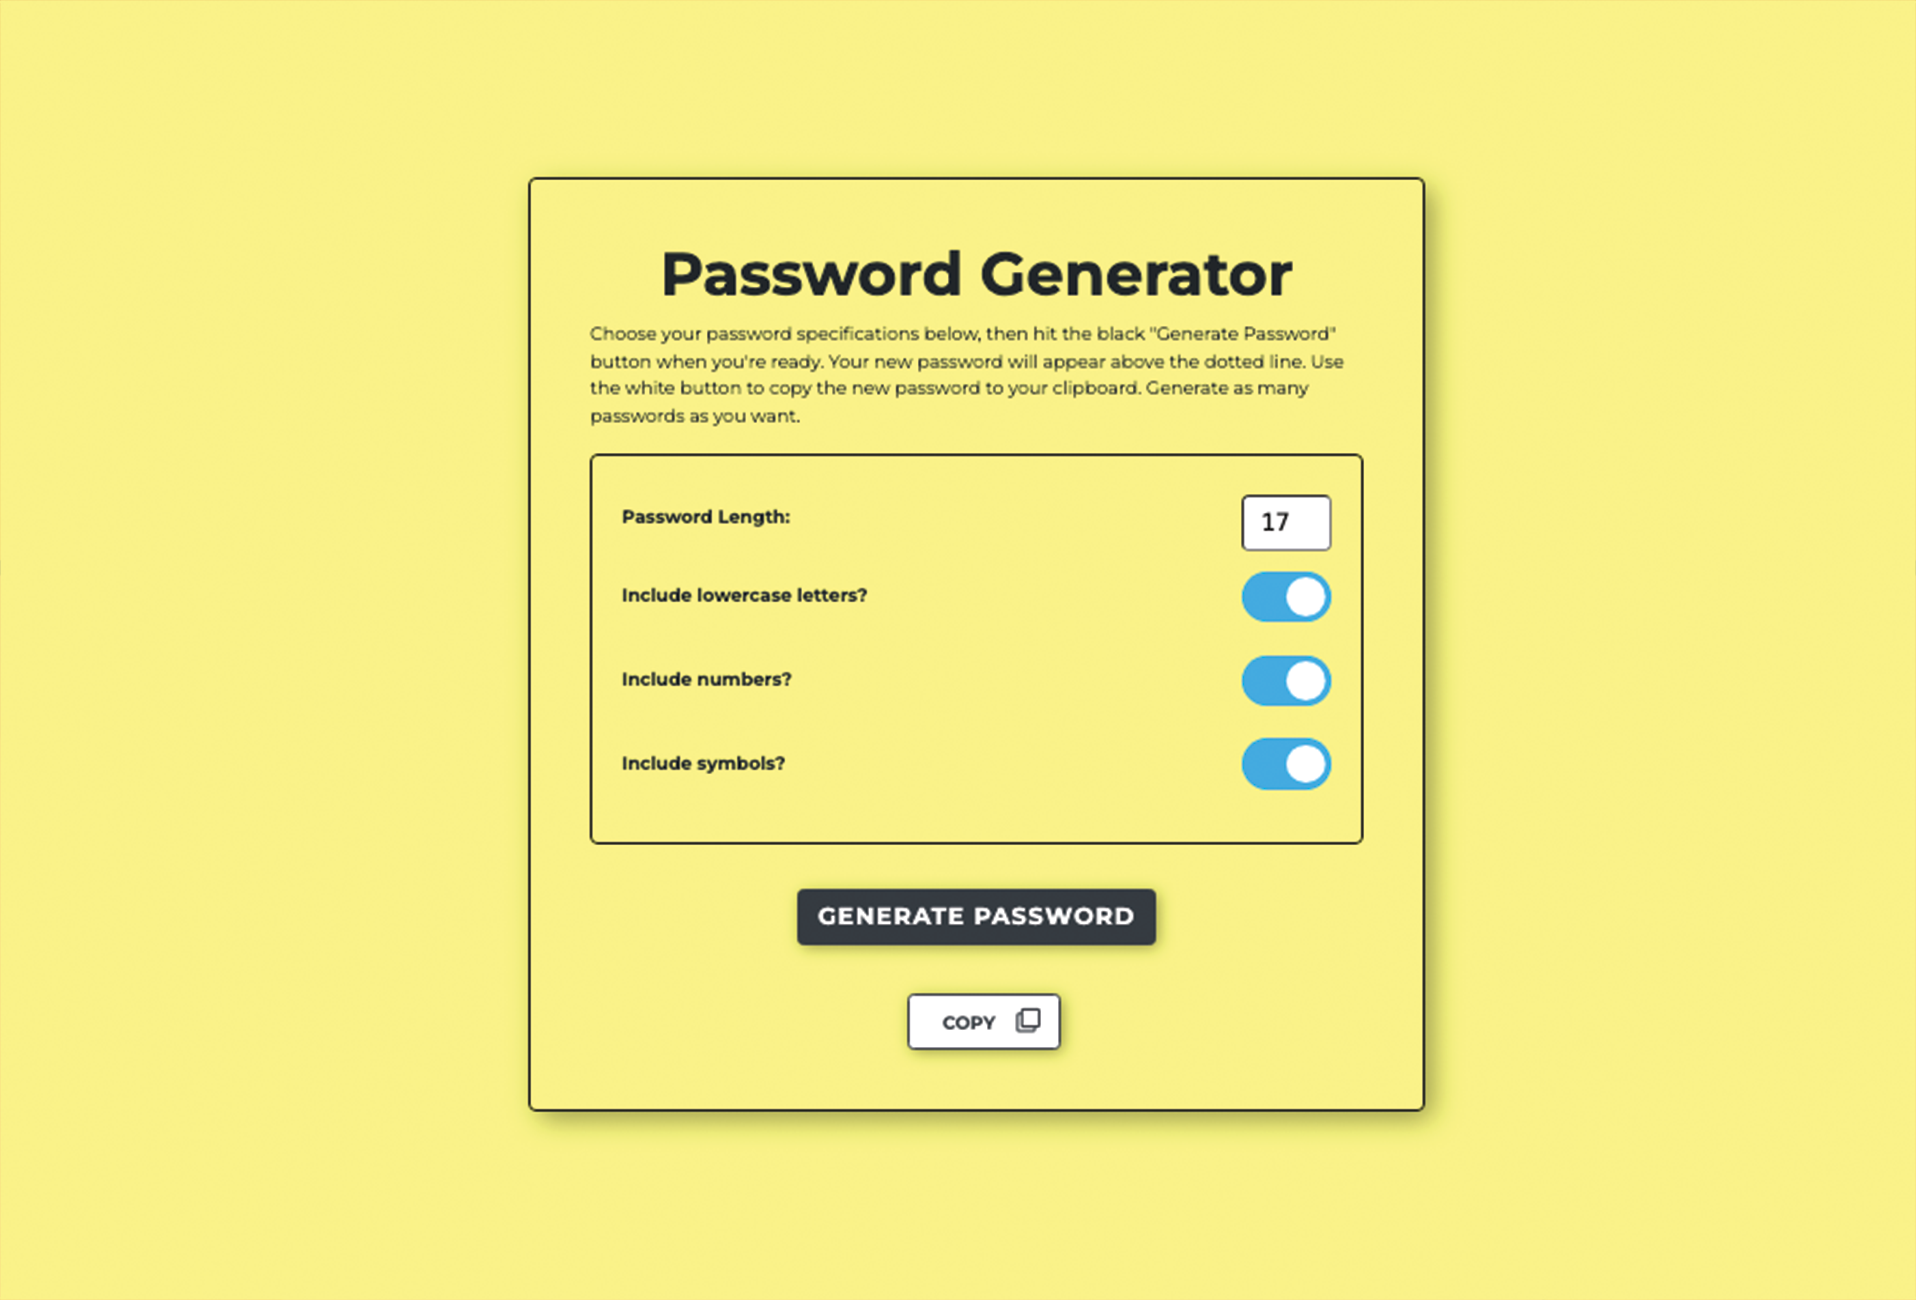 Password Generator
Choose your password specifications below, then hit the black "Generate Password"
button when you're ready. Your new password will appear above the dotted line. Use
the white button to copy the new password to your clipboard. Generate as many
passwords as you want.
Password Length:
17
Include lowercase letters?
Include numbers?
Include symbols?
GENERATE PASSWORD
COPY